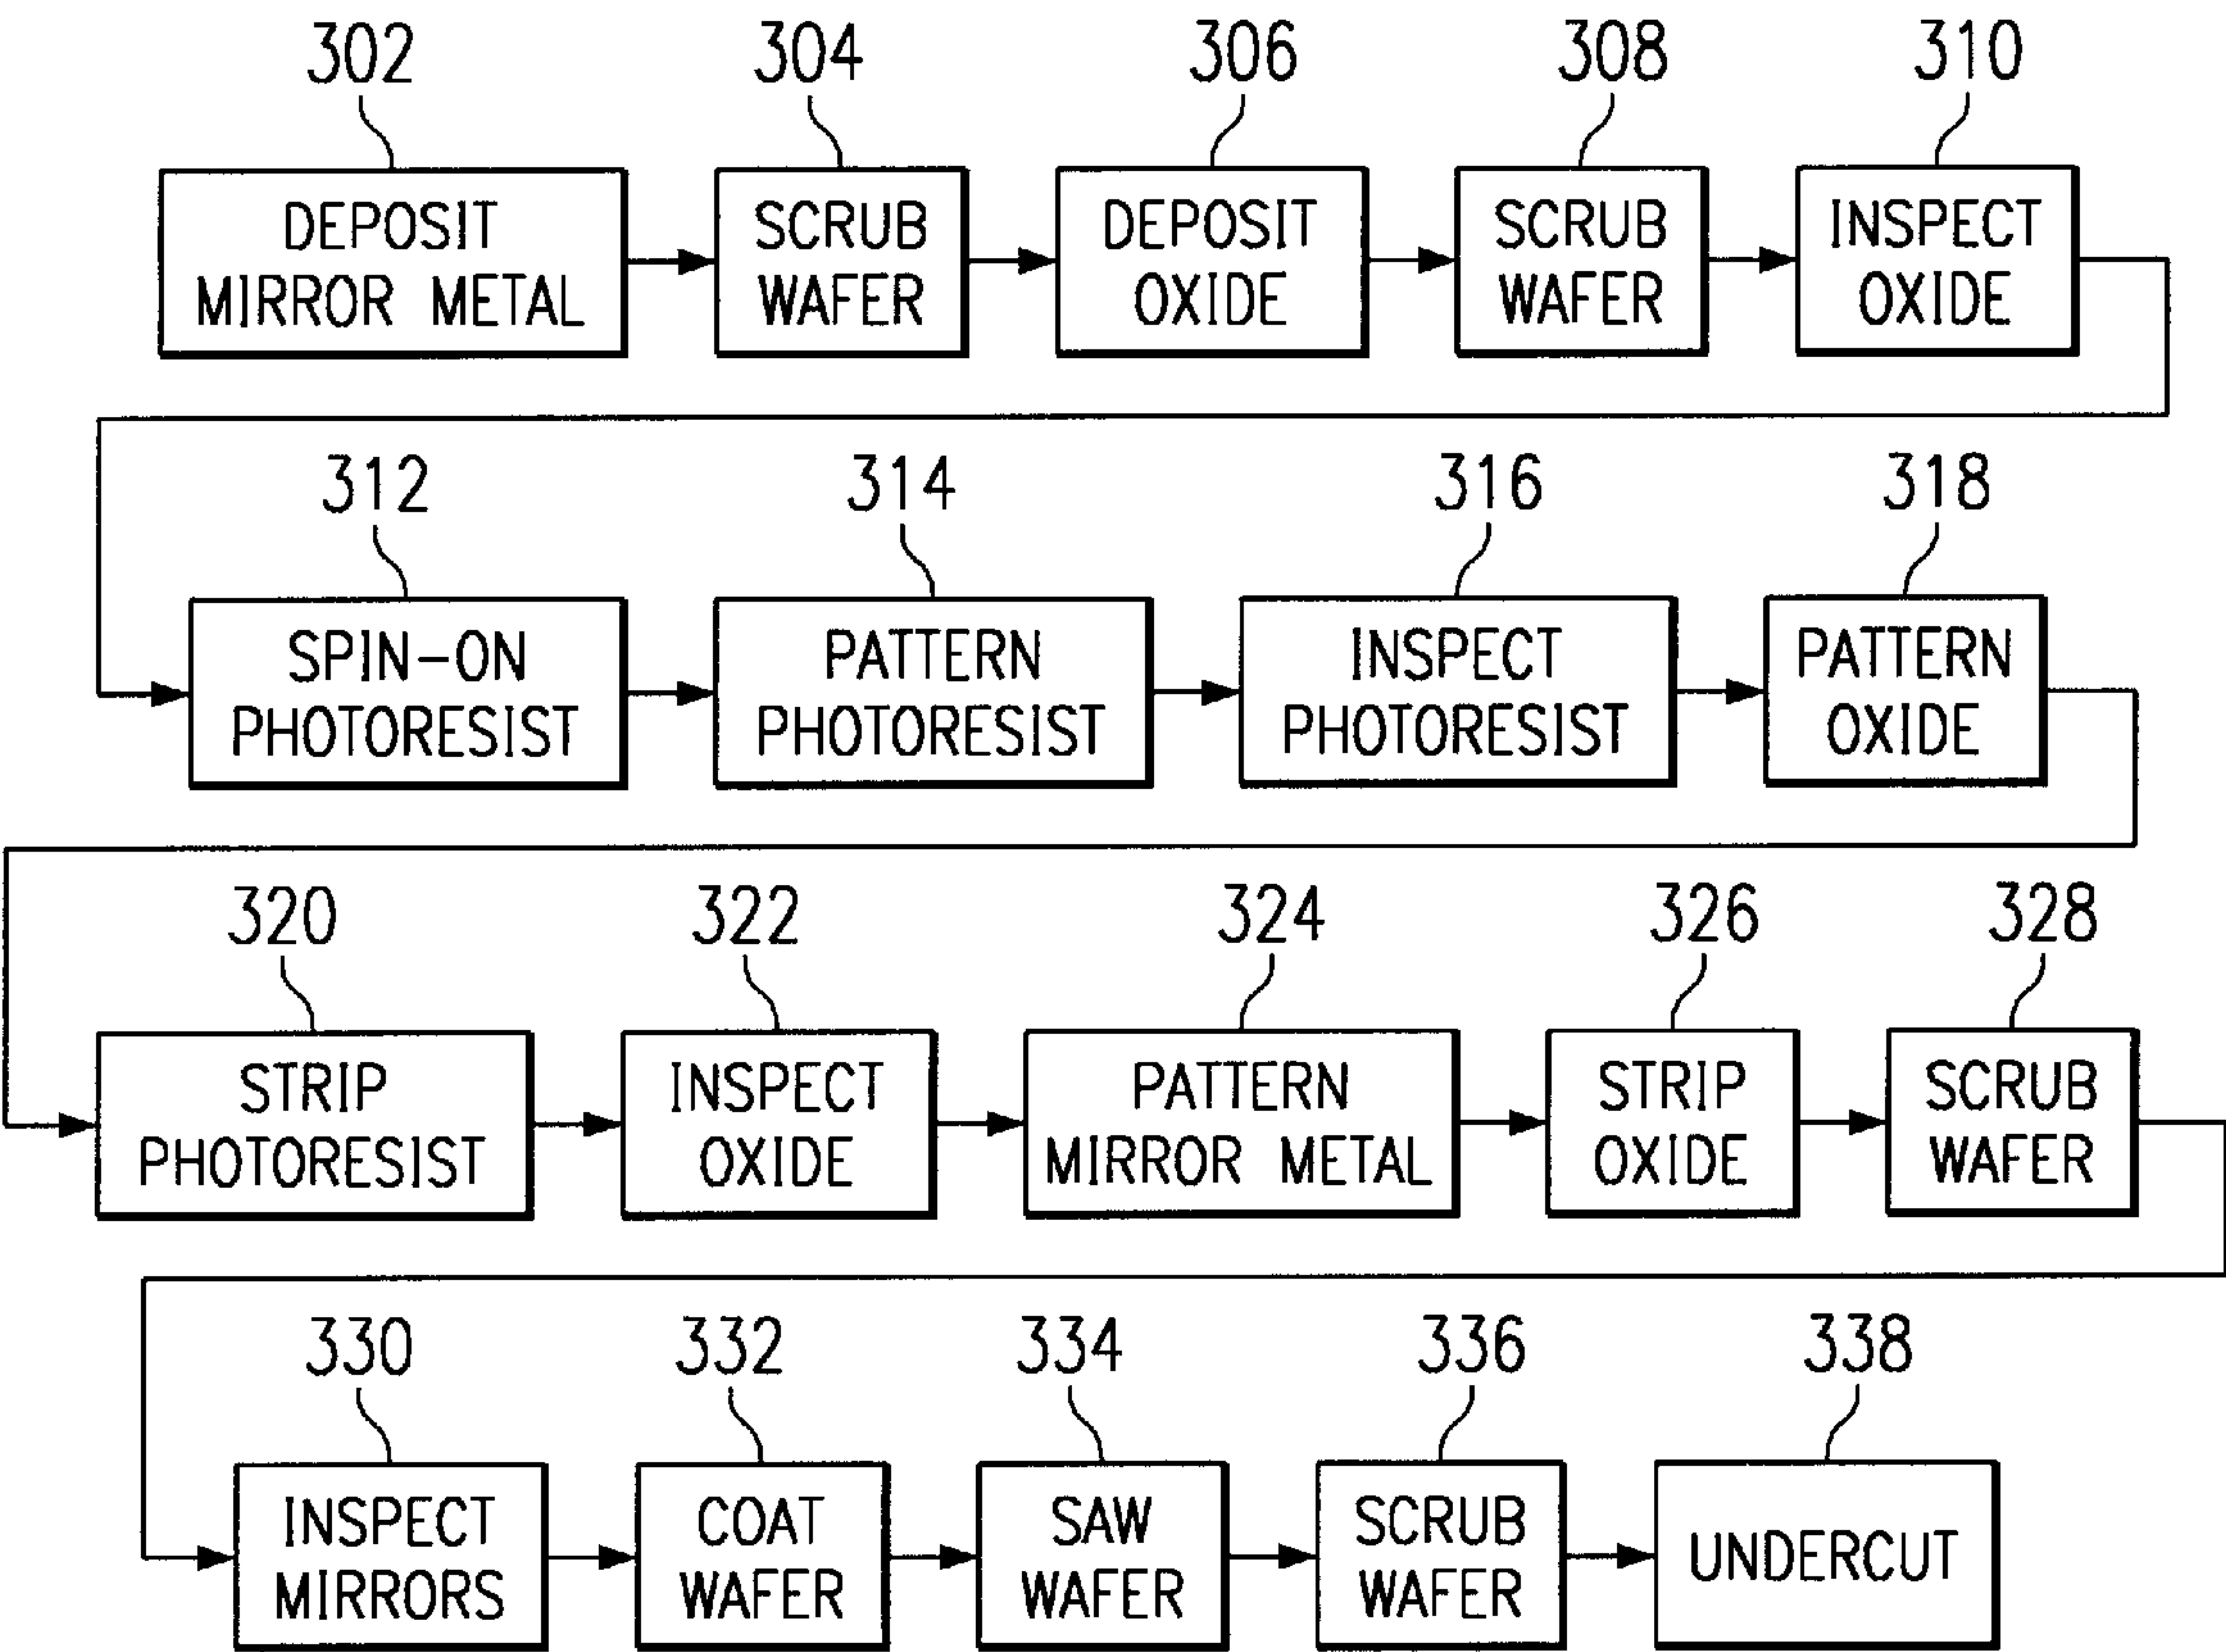 302 304 306 308 310
DEPOSIT SCRUB DEPOSIT SCRUB INSPECT
MIRROR METAL WAFER OXIDE WAFER OXIDE
312 314 316 318
SPIN-ON PATTERN INSPECT PATTERN
PHOTORESIST PHOTORESIST PHOTORESIST OXIDE
320 322 324 326 328
STRIP INSPECT PATTERN STRIP SCRUB
PHOTORESIST OXIDE MIRROR METAL OXIDE WAFER
330 332 334 336 338
INSPECT COAT SAW SCRUB UNDERCUT
MIRRORS WAFER WAFER WAFER